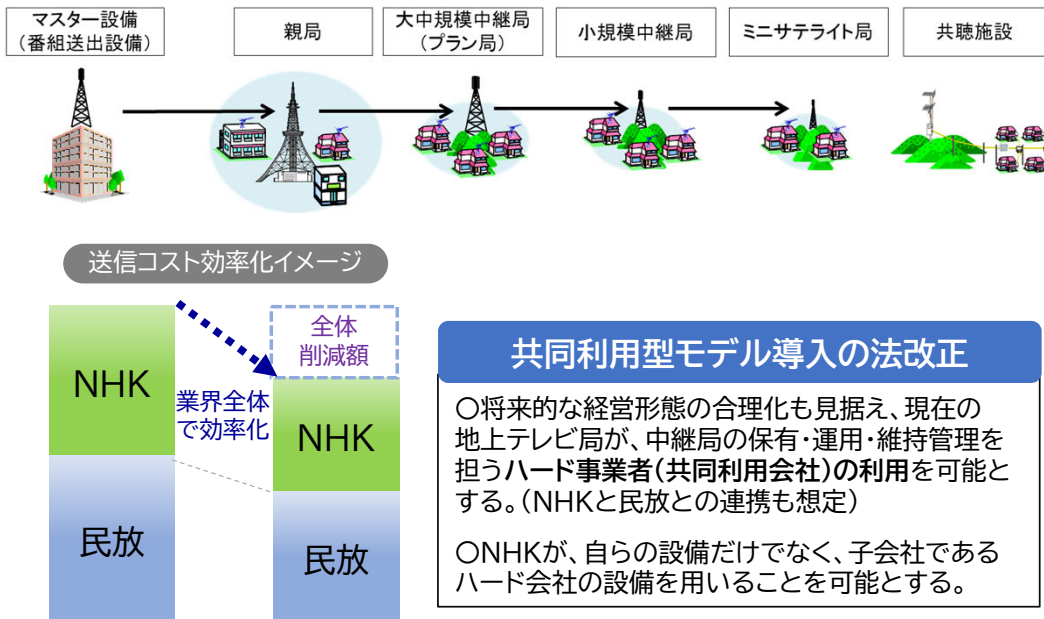 マスター設備
（番組送出設備）
親局
大中規模中継局
（プラン局）
小規模中継局
ミニサテライト局
共聴施設
送信コスト効率化イメージ
NHK
民放
業界全体
で効率化
全体
削減額
NHK
民放
共同利用型モデル導入の法改正
○将来的な経営形態の合理化も見据え、現在の
地上テレビ局が、中継局の保有・運用・維持管理を
担うハード事業者（共同利用会社）の利用を可能と
する。（NHKと民放との連携も想定）
○NHKが、自らの設備だけでなく、子会社である
ハード会社の設備を用いることを可能とする。